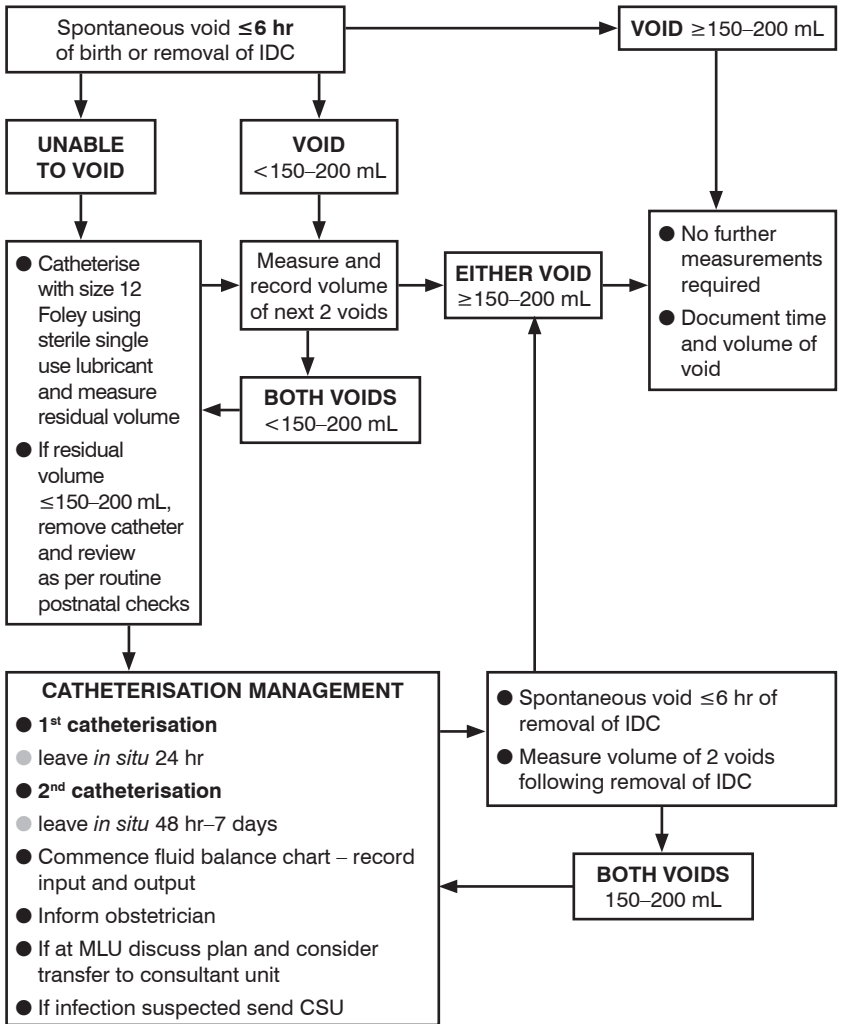 Spontaneous void ≤6 hr
of birth or removal of IDC
VOID ≥150–200 mL
UNABLE
TO VOID
VOID
<150–200 mL
● Catheterise
with size 12
Foley using
sterile single
use lubricant
and measure
residual volume
● If residual
volume
≤150–200 mL,
remove catheter
and review
as per routine
postnatal checks
Measure and
record volume
of next 2 voids
EITHER VOID
≥150–200 mL
● No further
measurements
required
● Document time
and volume of
void
BOTH VOIDS
<150–200 mL
CATHETERISATION MANAGEMENT
● 1st catheterisation
● leave in situ 24 hr
● 2nd catheterisation
● leave in situ 48 hr–7 days
● Commence fluid balance chart – record
input and output
● Inform obstetrician
● If at MLU discuss plan and consider
transfer to consultant unit
● If infection suspected send CSU
● Spontaneous void ≤6 hr of
removal of IDC
● Measure volume of 2 voids
following removal of IDC
BOTH VOIDS
150–200 mL